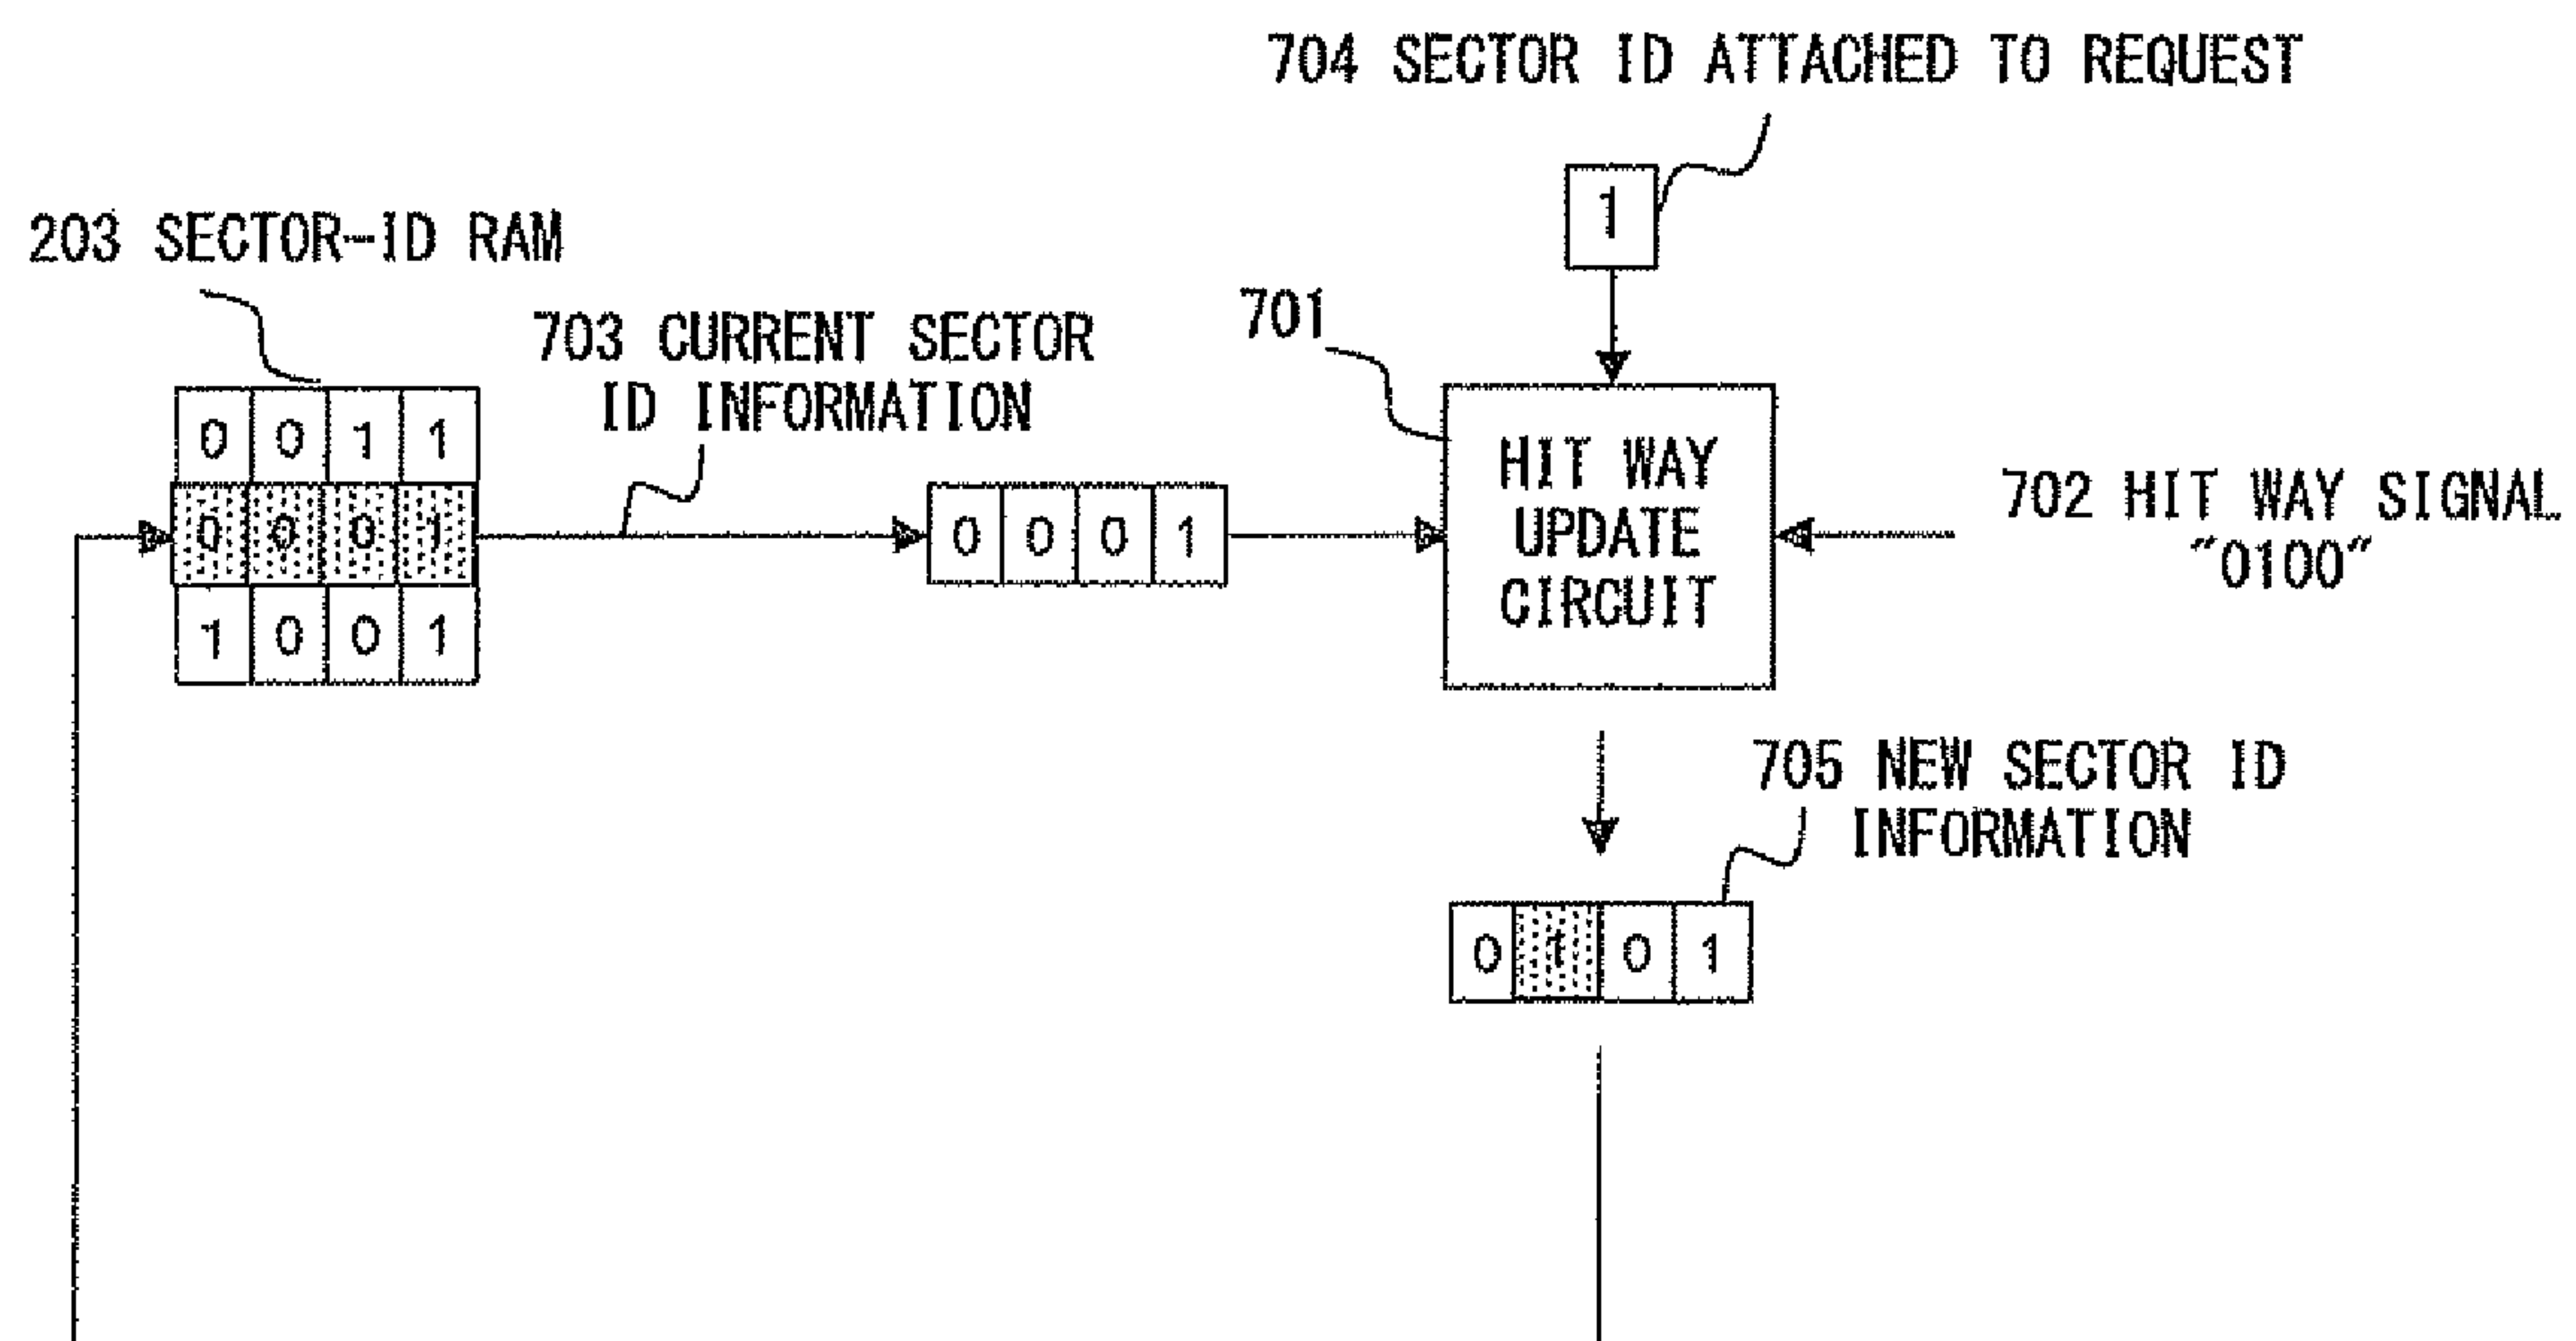 704 SECTOR ID ATTACHED TO REQUEST
1
203 SECTOR-ID RAM
703 CURRENT SECTOR
ID INFORMATION
701
0 0 1 1
0 0 0 1
1 0 0 1
0 0 0 1
HIT WAY
UPDATE
CIRCUIT
702 HIT WAY SIGNAL
"0100"
705 NEW SECTOR ID
INFORMATION
0 1 0 1